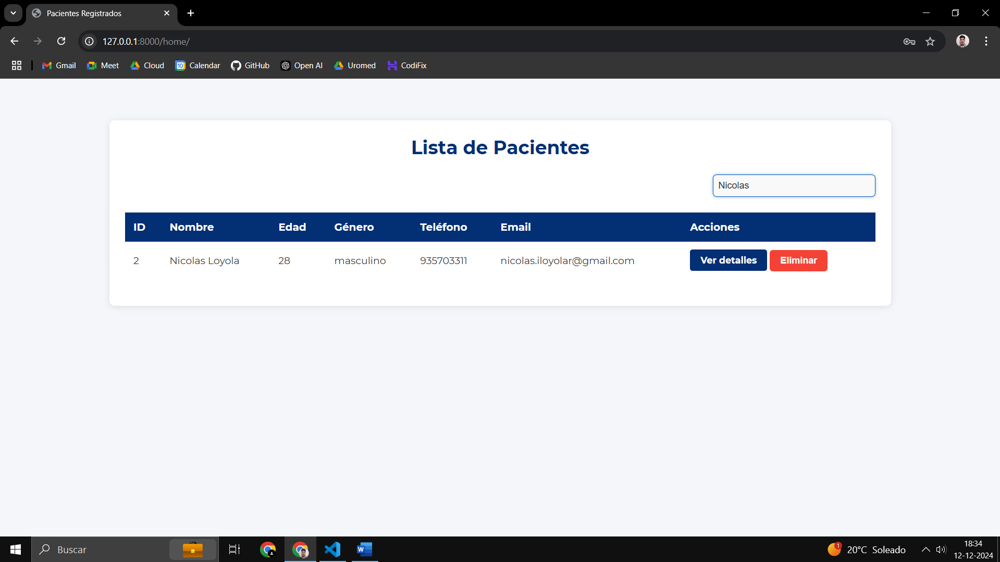 Pacientes Registrados
127.0.0.1:8000/home/
Gmail Meet Cloud 10 Calendar GitHub Open AI Uromed CodiFix
Lista de Pacientes
Nicolas
ID Nombre Edad Género Teléfono Email Acciones
2 Nicolas Loyola 28 masculino 935703311 nicolas.iloyolar@gmail.com Ver detalles Eliminar
Buscar W 1 20°C Soleado 18:34
12-12-2024